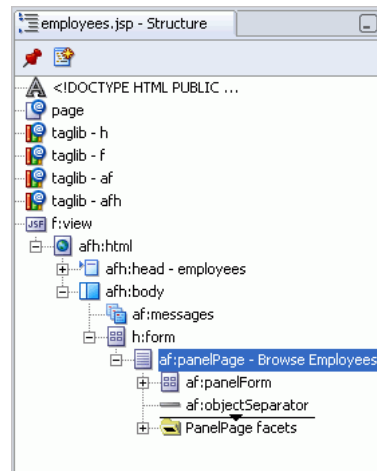 employees.jsp - Structure
<!DOCTYPE HTML PUBLIC ...
page
taglib - h
taglib - f
taglib - af
taglib - afh
JSF f:view
afh:html
afh:head - employees
afh:body
af:messages
h:form
af:panelPage - Browse Employees
af:panelForm
af:objectSeparator
PanelPage facets